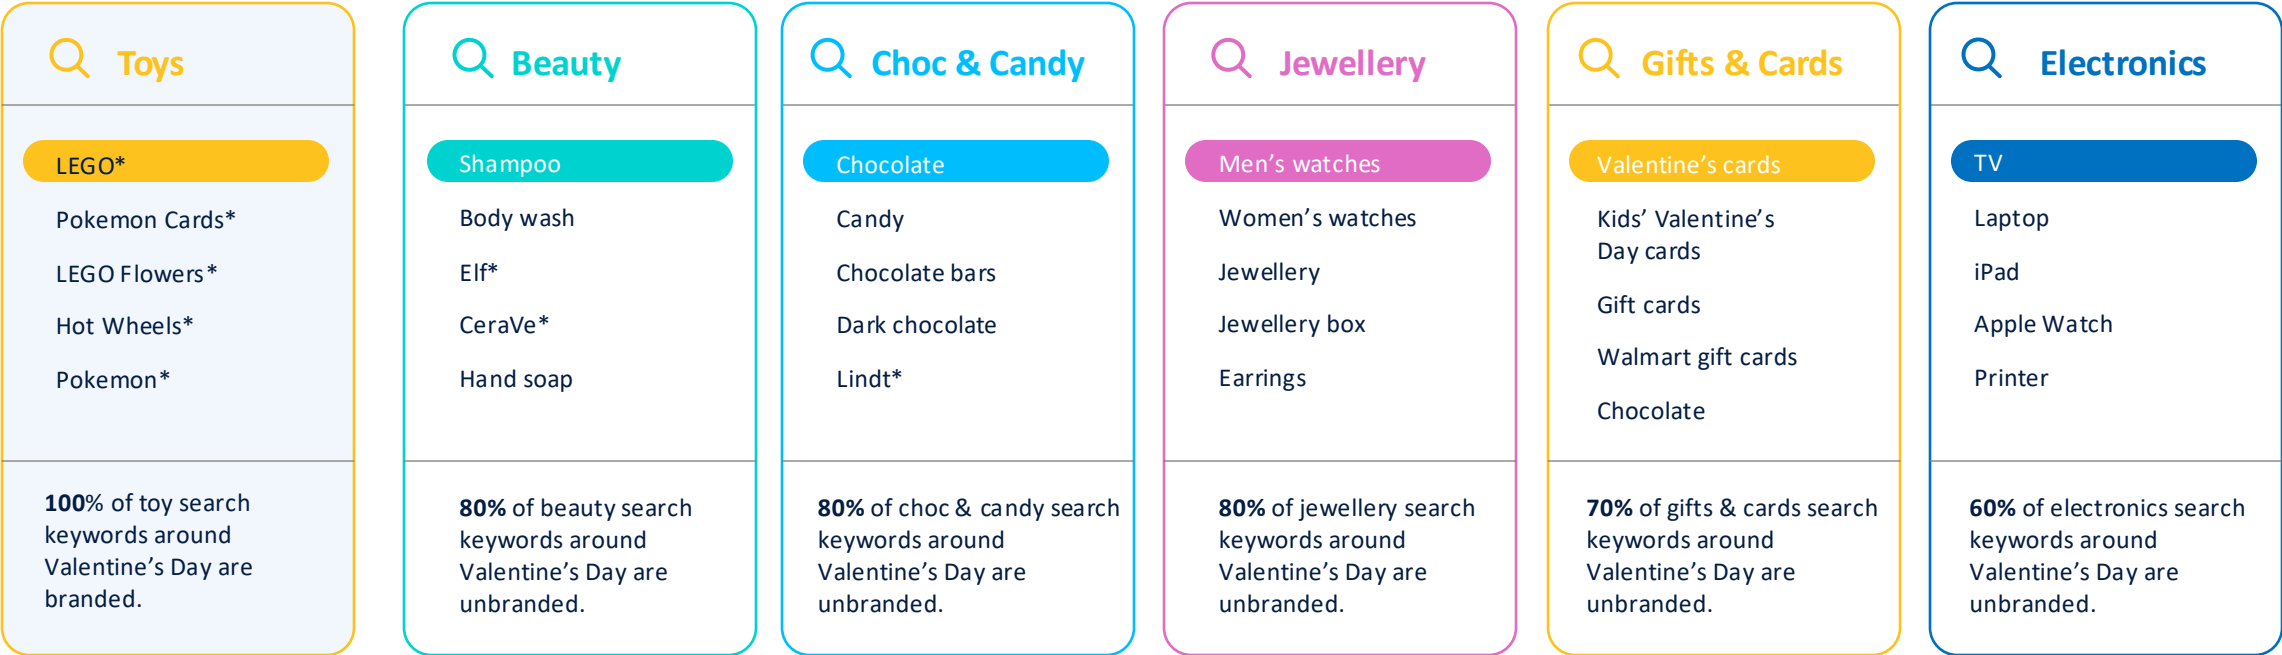 Toys
LEGO*
Pokemon Cards*
LEGO Flowers*
Hot Wheels*
Pokemon*
100% of toy search
keywords around
Valentine’s Day are
branded.
Beauty
Shampoo
Body wash
Elf*
CeraVe*
Hand soap
80% of beauty search
keywords around
Valentine’s Day are
unbranded.
Choc & Candy
Chocolate
Candy
Chocolate bars
Dark chocolate
Lindt*
80% of choc & candy search
keywords around
Valentine’s Day are
unbranded.
Jewellery
Men’s watches
Women’s watches
Jewellery
Jewellery box
Earrings
80% of jewellery search
keywords around
Valentine’s Day are
unbranded.
Gifts & Cards
Valentine’s cards
Kids’ Valentine’s
Day cards
Gift cards
Walmart gift cards
Chocolate
70% of gifts & cards search
keywords around
Valentine’s Day are
unbranded.
Electronics
TV
Laptop
iPad
Apple Watch
Printer
60% of electronics search
keywords around
Valentine’s Day are
unbranded.